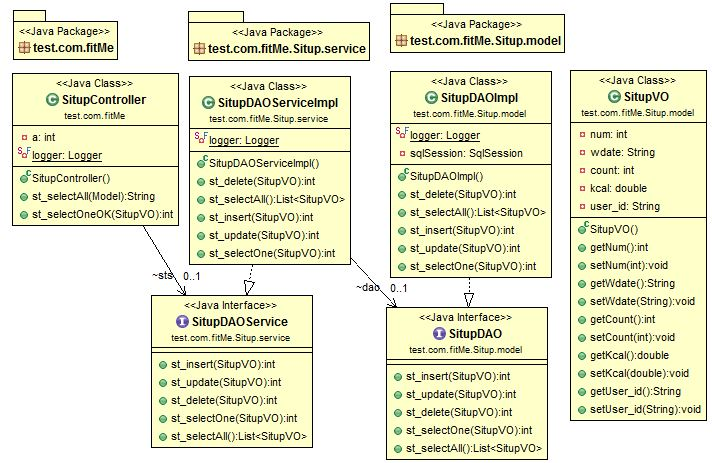 <<Java Package>>
test.com.fitMe
<<Java Package>>
test.com.fitMe.Situp.service
<<Java Package>>
test.com.fitMe.Situp.model
<<Java Class>>
SitupController
test.com.fitMe
a: int
logger: Logger
SitupController()
st_selectAll(Model):String
st_selectOneOK(SitupVO):int
<<Java Class>>
SitupDAOServiceImpl
test.com.fitMe.Situp.service
logger: Logger
SitupDAOServiceImpl()
st_delete(SitupVO):int
st_selectAll():List<SitupVO>
st_insert(SitupVO):int
st_update(SitupVO):int
st_selectOne(SitupVO):int
<<Java Class>>
SitupDAOImpl
test.com.fitMe.Situp.model
logger: Logger
sqlSession: SqlSession
SitupDAOImpl()
st_delete(SitupVO):int
st_selectAll():List<SitupVO>
st_insert(SitupVO):int
st_update(SitupVO):int
st_selectOne(SitupVO):int
<<Java Class>>
SitupVO
test.com.fitMe.Situp.model
num: int
wdate: String
count: int
kcal: double
user_id: String
SitupVO()
getNum():int
setNum(int):void
getWdate():String
setWdate(String):void
getCount():int
setCount(int):void
getKcal():double
setKcal(double):void
getUser_id():String
setUser_id(String):void
~sts 0..1
~dao 0..1
<<Java Interface>>
SitupDAOService
test.com.fitMe.Situp.service
st_insert(SitupVO):int
st_update(SitupVO):int
st_delete(SitupVO):int
st_selectOne(SitupVO):int
st_selectAll():List<SitupVO>
<<Java Interface>>
SitupDAO
test.com.fitMe.Situp.model
st_insert(SitupVO):int
st_update(SitupVO):int
st_delete(SitupVO):int
st_selectOne(SitupVO):int
st_selectAll():List<SitupVO>